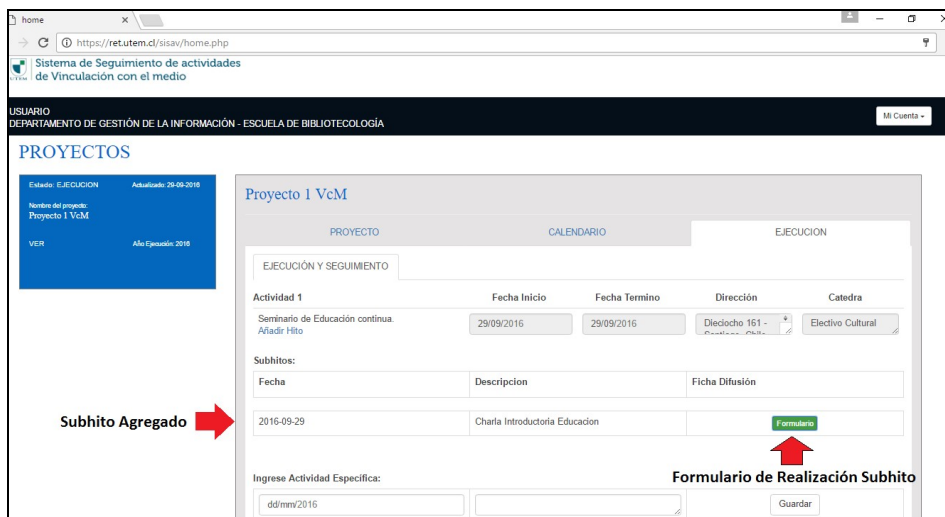 home
https://ret.utem.cl/sisav/home.php
Sistema de Seguimiento de actividades
de Vinculación con el medio
UTEM
USUARIO
DEPARTAMENTO DE GESTIÓN DE LA INFORMACIÓN - ESCUELA DE BIBLIOTECOLOGÍA
Mi Cuenta
PROYECTOS
Estado: EJECUCION Actualizado: 29-09-2016
Nombre del proyecto:
Proyecto 1 VcM
VER Año Ejecución: 2016
Proyecto 1 VcM
PROYECTO CALENDARIO EJECUCION
EJECUCIÓN Y SEGUIMIENTO
Actividad 1 Fecha Inicio Fecha Termino Dirección Catedra
Seminario de Educación continua. 29/09/2016 29/09/2016 Dieciocho 161 - Electivo Cultural
Añadir Hito
Subhitos:
Fecha Descripcion Ficha Difusión
Subhito Agregado 2016-09-29 Charla Introductoria Educacion Formulario
Formulario de Realización Subhito
Ingrese Actividad Específica:
dd/mm/2016 Guardar